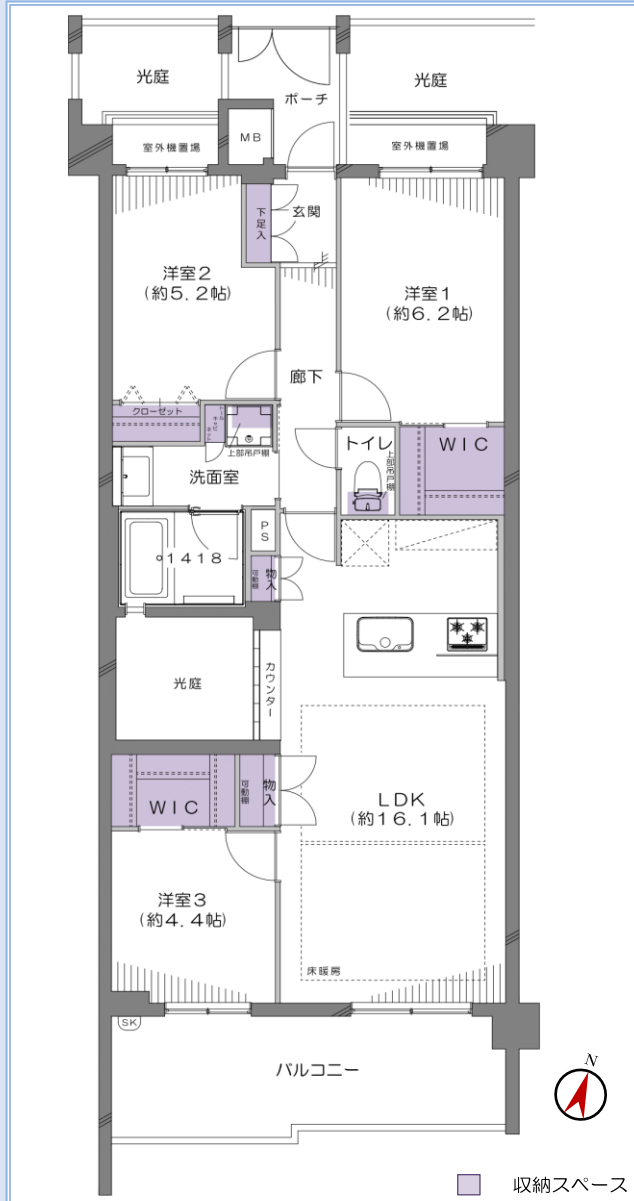 光庭
ポーチ
光庭
MB
室外機置場
室外機置場
下足入
玄関
洋室2
(約5.2帖)
洋室1
(約6.2帖)
廊下
クローゼット
トイレ
上部吊戸棚
WIC
上部吊戸棚
洗面室
PS
1418
可動棚
物入
光庭
カウンター
可動棚
物入
WIC
LDK
(約16.1帖)
洋室3
(約4.4帖)
床暖房
SK
バルコニー
N
収納スペース